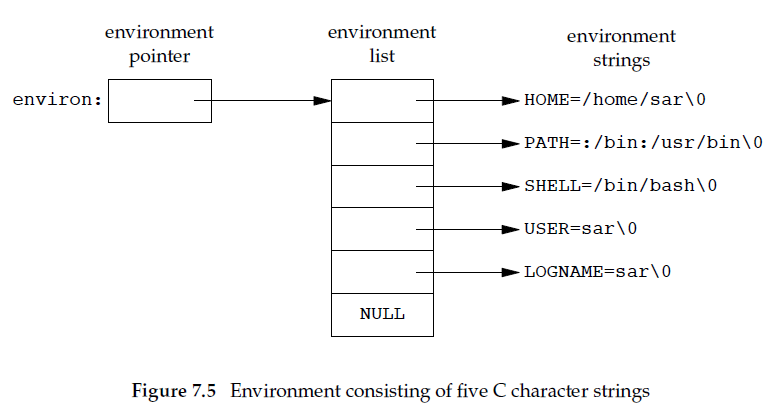 environment
pointer
environment
list
environment
strings
environ:
HOME=/home/sar\0
PATH=:/bin:/usr/bin\0
SHELL=/bin/bash\0
USER=sar\0
LOGNAME=sar\0
NULL
Figure 7.5 Environment consisting of five C character strings